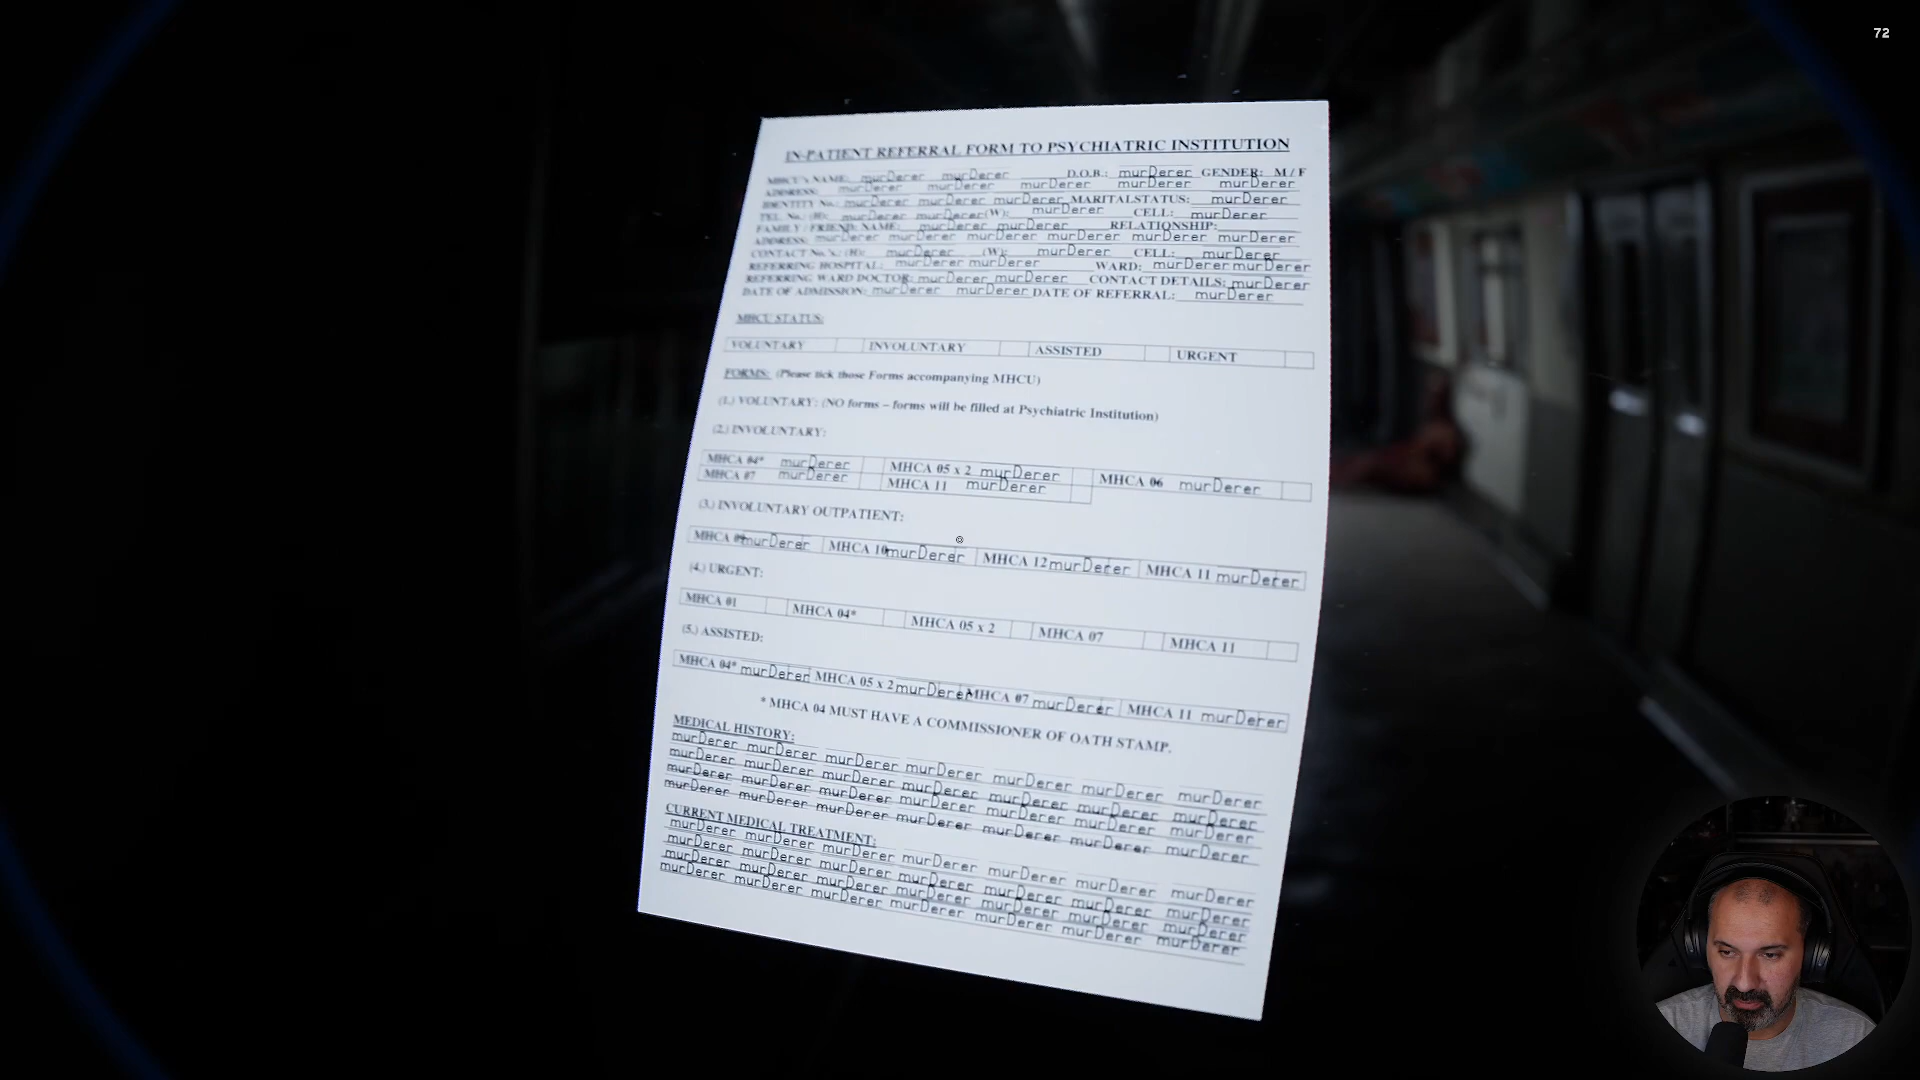 72
IN-PATIENT REFERRAL FORM TO PSYCHIATRIC INSTITUTION
MHCU'S NAME: murDerer murDerer D.O.B.: murDerer GENDER: M / F
ADDRESS: murDerer murDerer murDerer murDerer murDerer
IDENTITY No.: murDerer murDerer murDerer MARITALSTATUS: murDerer
TEL No. (H): murDerer murDerer (W): murDerer CELL: murDerer
FAMILY / FRIEND NAME: murDerer murDerer RELATIONSHIP:
ADDRESS: murDerer murDerer murDerer murDerer murDerer murDerer
CONTACT No's.: (H): murDerer (W): murDerer CELL: murDerer
REFERRING HOSPITAL: murDerer murDerer WARD: murDerer murDerer
REFERRING WARD DOCTOR: murDerer murDerer CONTACT DETAILS: murDerer
DATE OF ADMISSION: murDerer murDerer DATE OF REFERRAL: murDerer
MHCU STATUS:
VOLUNTARY INVOLUNTARY ASSISTED URGENT
FORMS: (Please tick those Forms accompanying MHCU)
(1.) VOLUNTARY: (NO forms – forms will be filled at Psychiatric Institution)
(2.) INVOLUNTARY:
MHCA 04* murDerer MHCA 05 x 2 murDerer MHCA 06 murDerer
MHCA 07 murDerer MHCA 11 murDerer
(3.) INVOLUNTARY OUTPATIENT:
MHCA 09 murDerer MHCA 10 murDerer MHCA 12 murDerer MHCA 11 murDerer
(4.) URGENT:
MHCA 01 MHCA 04* MHCA 05 x 2 MHCA 07 MHCA 11
(5.) ASSISTED:
MHCA 04* murDerer MHCA 05 x 2 murDerer MHCA 07 murDerer MHCA 11 murDerer
* MHCA 04 MUST HAVE A COMMISSIONER OF OATH STAMP.
MEDICAL HISTORY:
murDerer murDerer murDerer murDerer murDerer murDerer murDerer
murDerer murDerer murDerer murDerer murDerer murDerer murDerer
murDerer murDerer murDerer murDerer murDerer murDerer murDerer
murDerer murDerer murDerer murDerer murDerer murDerer murDerer
CURRENT MEDICAL TREATMENT:
murDerer murDerer murDerer murDerer murDerer murDerer murDerer
murDerer murDerer murDerer murDerer murDerer murDerer murDerer
murDerer murDerer murDerer murDerer murDerer murDerer murDerer
murDerer murDerer murDerer murDerer murDerer murDerer murDerer